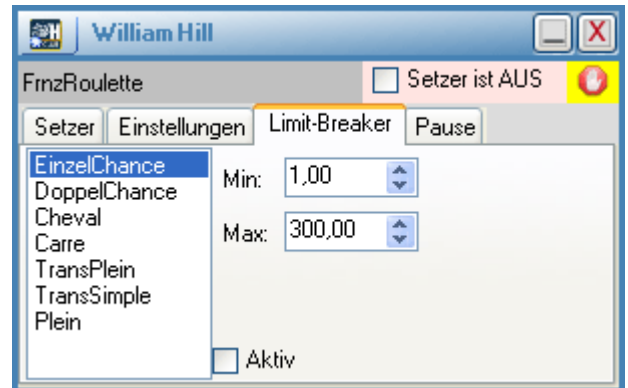 William Hill
FrnzRoulette Setzer ist AUS
Setzer Einstellungen Limit-Breaker Pause
EinzelChance
DoppelChance
Cheval
Carre
TransPlein
TransSimple
Plein
Min: 1,00
Max: 300,00
Aktiv